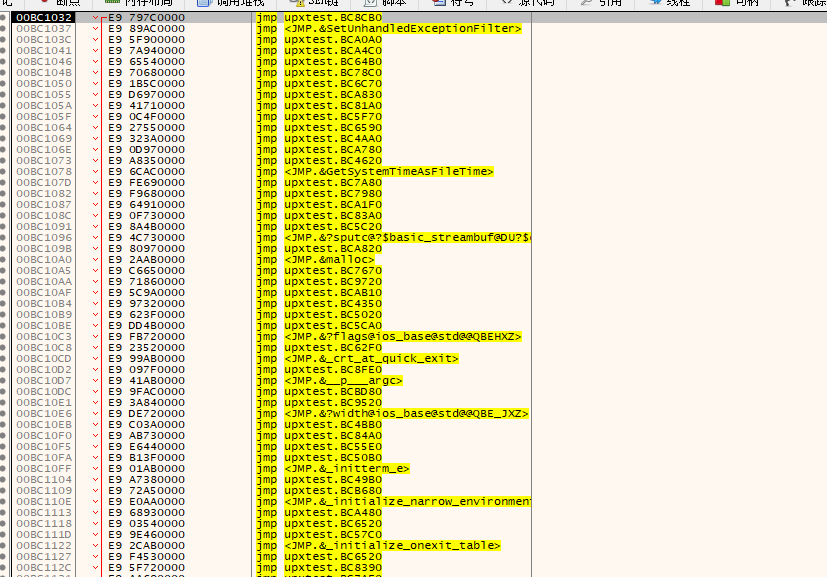 记 断点 内存布局 调用堆栈 SEH链 脚本 符号 源代码 引用 线程 句柄 跟踪
00BC1032 E9 797C0000 jmp upxtest.BC8CB0
00BC1037 E9 89AC0000 jmp <JMP.&SetUnhandledExceptionFilter>
00BC103C E9 5F900000 jmp upxtest.BCA0A0
00BC1041 E9 7A940000 jmp upxtest.BCA4C0
00BC1046 E9 65540000 jmp upxtest.BC64B0
00BC104B E9 70680000 jmp upxtest.BC78C0
00BC1050 E9 1B5C0000 jmp upxtest.BC6C70
00BC1055 E9 D6970000 jmp upxtest.BCA830
00BC105A E9 41710000 jmp upxtest.BC81A0
00BC105F E9 0C4F0000 jmp upxtest.BC5F70
00BC1064 E9 27550000 jmp upxtest.BC6590
00BC1069 E9 323A0000 jmp upxtest.BC4AA0
00BC106E E9 0D970000 jmp upxtest.BCA780
00BC1073 E9 A8350000 jmp upxtest.BC4620
00BC1078 E9 6CAC0000 jmp <JMP.&GetSystemTimeAsFileTime>
00BC107D E9 FE690000 jmp upxtest.BC7A80
00BC1082 E9 F9680000 jmp upxtest.BC7980
00BC1087 E9 64910000 jmp upxtest.BCA1F0
00BC108C E9 0F730000 jmp upxtest.BC83A0
00BC1091 E9 8A4B0000 jmp upxtest.BC5C20
00BC1096 E9 4C730000 jmp <JMP.&?sputc@?$basic_streambuf@DU?$
00BC109B E9 80970000 jmp upxtest.BCA820
00BC10A0 E9 2AAB0000 jmp <JMP.&malloc>
00BC10A5 E9 C6650000 jmp upxtest.BC7670
00BC10AA E9 71860000 jmp upxtest.BC9720
00BC10AF E9 5C9A0000 jmp upxtest.BCAB10
00BC10B4 E9 97320000 jmp upxtest.BC4350
00BC10B9 E9 623F0000 jmp upxtest.BC5020
00BC10BE E9 DD4B0000 jmp upxtest.BC5CA0
00BC10C3 E9 FB720000 jmp <JMP.&?flags@ios_base@std@@QBEHXZ>
00BC10C8 E9 23520000 jmp upxtest.BC62F0
00BC10CD E9 99AB0000 jmp <JMP.&_crt_at_quick_exit>
00BC10D2 E9 097F0000 jmp upxtest.BC8FE0
00BC10D7 E9 41AB0000 jmp <JMP.&__p___argc>
00BC10DC E9 9FAC0000 jmp upxtest.BCBD80
00BC10E1 E9 3A840000 jmp upxtest.BC9520
00BC10E6 E9 DE720000 jmp <JMP.&?width@ios_base@std@@QBE_JXZ>
00BC10EB E9 C03A0000 jmp upxtest.BC4BB0
00BC10F0 E9 AB730000 jmp upxtest.BC84A0
00BC10F5 E9 E6440000 jmp upxtest.BC55E0
00BC10FA E9 B13F0000 jmp upxtest.BC50B0
00BC10FF E9 01AB0000 jmp <JMP.&_initterm_e>
00BC1104 E9 A7380000 jmp upxtest.BC49B0
00BC1109 E9 72A50000 jmp upxtest.BCB680
00BC110E E9 E0AA0000 jmp <JMP.&_initialize_narrow_environmen
00BC1113 E9 68930000 jmp upxtest.BCA480
00BC1118 E9 03540000 jmp upxtest.BC6520
00BC111D E9 9E460000 jmp upxtest.BC57C0
00BC1122 E9 2CAB0000 jmp <JMP.&_initialize_onexit_table>
00BC1127 E9 F4530000 jmp upxtest.BC6520
00BC112C E9 5F720000 jmp upxtest.BC8390